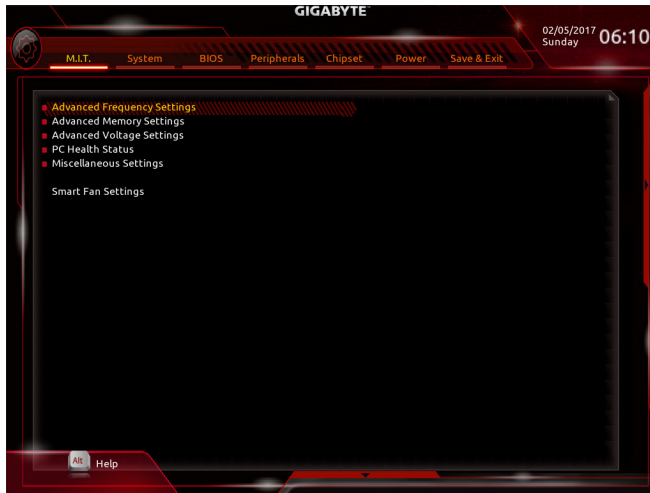 GIGABYTE
02/05/2017 06:10
Sunday
M.I.T. System BIOS Peripherals Chipset Power Save & Exit
Advanced Frequency Settings
Advanced Memory Settings
Advanced Voltage Settings
PC Health Status
Miscellaneous Settings
Smart Fan Settings
Alt Help